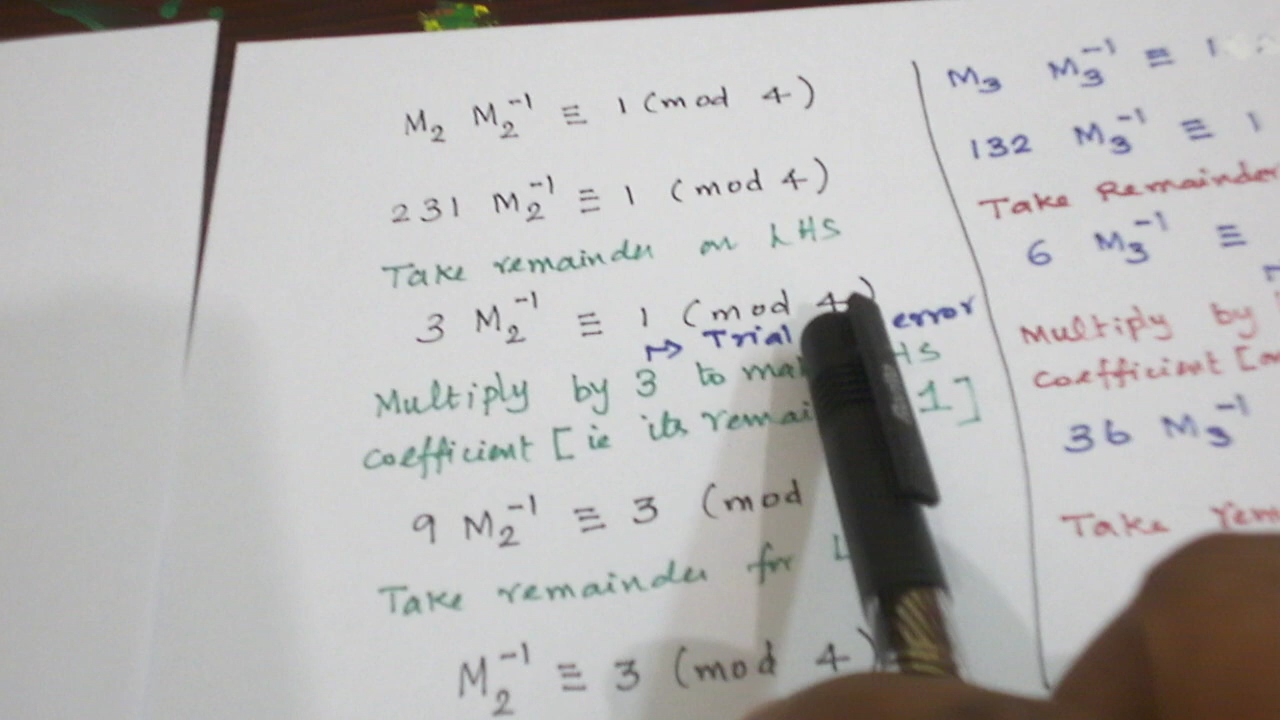 M₂ M₂⁻¹ ≡ 1 (mod 4)
231 M₂⁻¹ ≡ 1 (mod 4)
Take remainder on LHS
3 M₂⁻¹ ≡ 1 (mod 4)
↦ Trial error
Multiply by 3 to HS
coefficient [ie its 1]
9 M₂⁻¹ ≡ 3 (mod
Take remainder for
M₂⁻¹ ≡ 3 (mod 4)
M₃ M₃⁻¹ ≡ 1
132 M₃⁻¹ ≡ 1
Take Remainder
6 M₃⁻¹ ≡
Multiply by
coefficient [
36 M₃⁻¹
Take